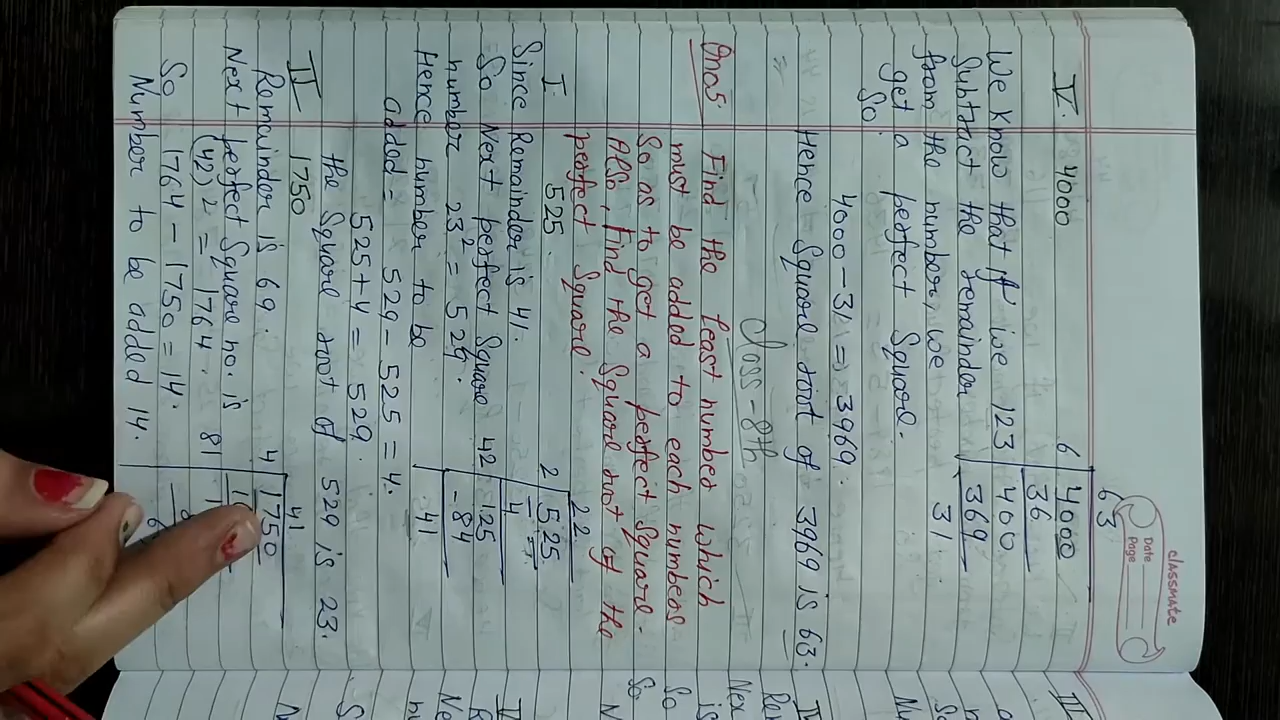 classmate
Date
Page
63
V. 4000
6 4000
36
We Know that if we 123 400
Subtract the remainder 369
from the number, we 31
get a perfect Square.
So.
4000-31 = 3969.
Hence Square root of 3969 is 63.
Class-8th
Qno5 Find the least number which
must be added to each numbers
So as to get a perfect Square.
Also, Find the Square root of the
perfect Square.
22
I. 525. 2 525
4
Since Remainder is 41.
So Next perfect Square 42 125
number 23² = 529. -84
Hence number to be 41
added = 529-525 = 4.
525+4 = 529.
the Square root of 529 is 23.
41
II 1750 4 1750
Remainder is 69.
Next perfect Square no. is 81
(42)² = 1764.
So 1764 - 1750 = 14.
Number to be added 14.